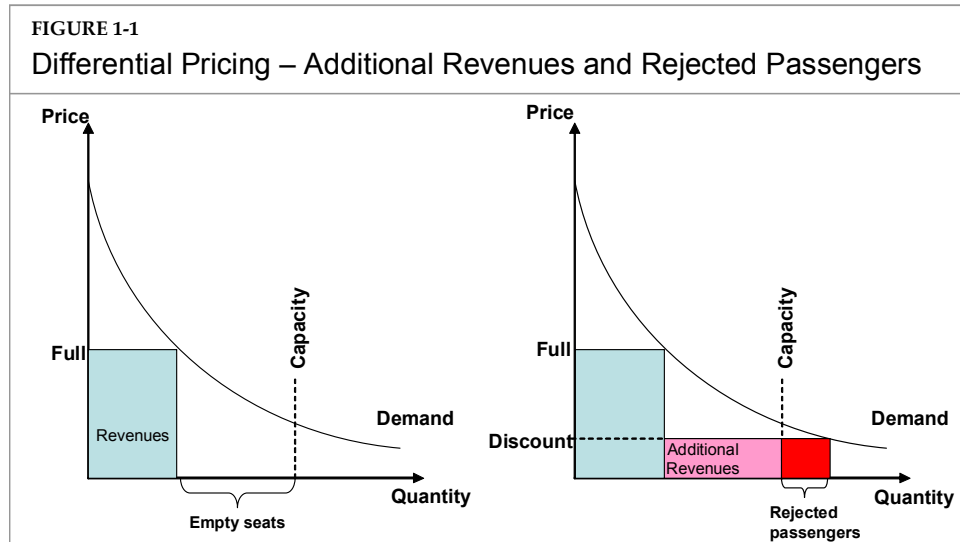 FIGURE 1-1
Differential Pricing – Additional Revenues and Rejected Passengers
Price
Capacity
Full
Demand
Revenues
Quantity
Empty seats
Price
Capacity
Full
Demand
Discount
Additional
Revenues
Quantity
Rejected
passengers